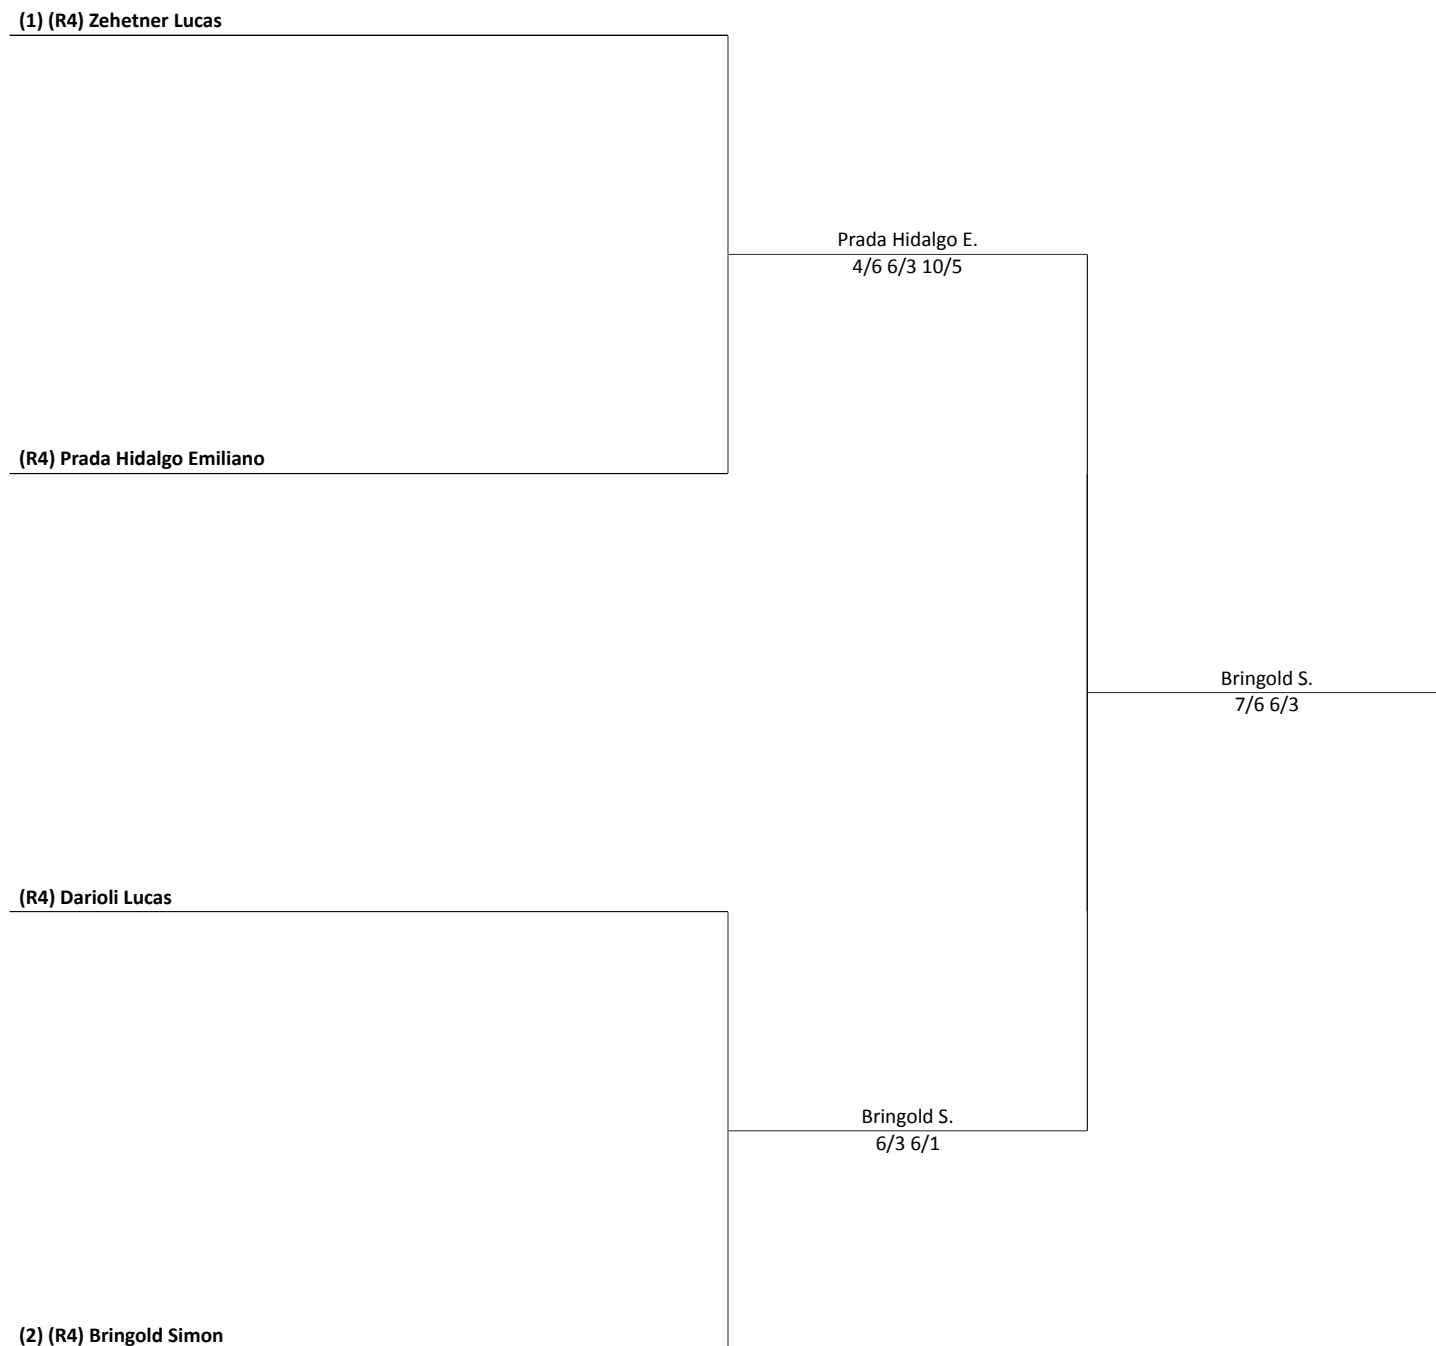 (1) (R4) Zehetner Lucas
Prada Hidalgo E.
4/6 6/3 10/5
(R4) Prada Hidalgo Emiliano
Bringold S.
7/6 6/3
(R4) Darioli Lucas
Bringold S.
6/3 6/1
(2) (R4) Bringold Simon